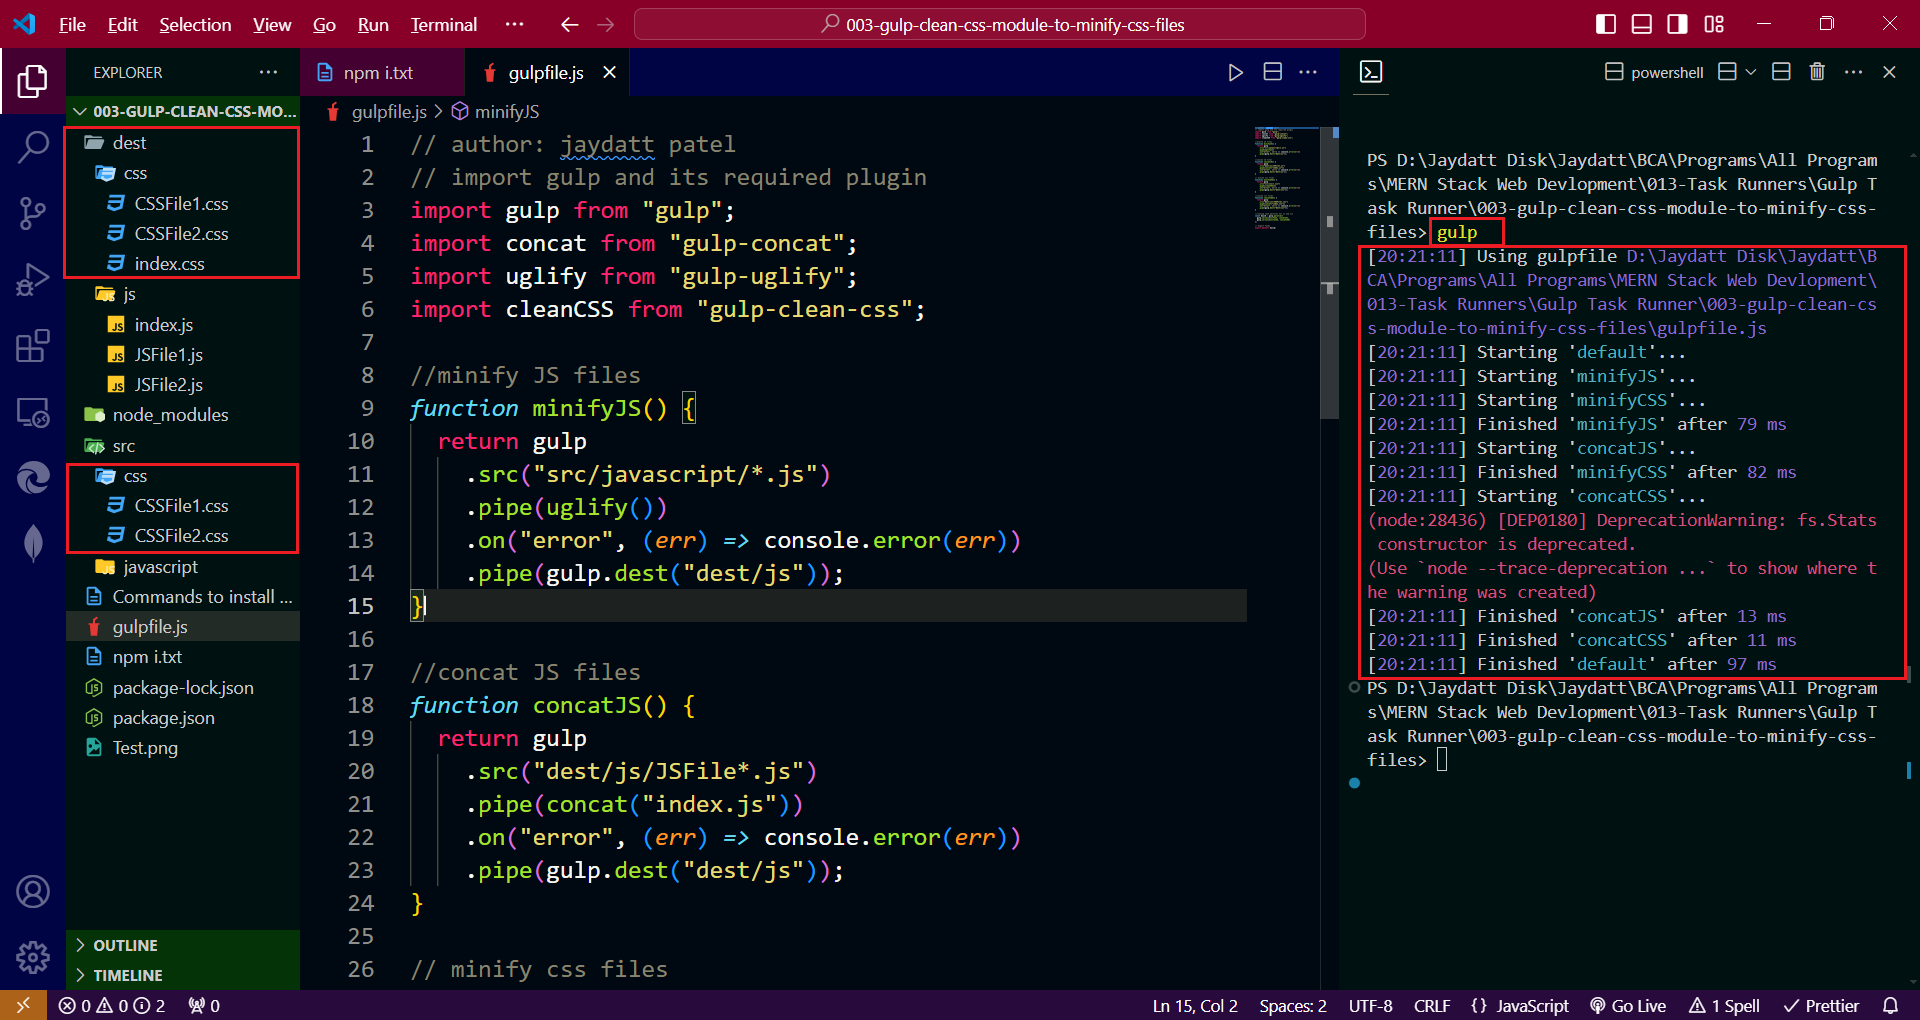 File Edit Selection View Go Run Terminal ··· 003-gulp-clean-css-module-to-minify-css-files
EXPLORER
003-GULP-CLEAN-CSS-MO...
dest
css
CSSFile1.css
CSSFile2.css
index.css
js
index.js
JSFile1.js
JSFile2.js
node_modules
src
css
CSSFile1.css
CSSFile2.css
javascript
Commands to install ...
gulpfile.js
npm i.txt
package-lock.json
package.json
Test.png
OUTLINE
TIMELINE
npm i.txt gulpfile.js
gulpfile.js > minifyJS
1 // author: jaydatt patel
2 // import gulp and its required plugin
3 import gulp from "gulp";
4 import concat from "gulp-concat";
5 import uglify from "gulp-uglify";
6 import cleanCSS from "gulp-clean-css";
7
8 //minify JS files
9 function minifyJS() {
10 return gulp
11 .src("src/javascript/*.js")
12 .pipe(uglify())
13 .on("error", (err) => console.error(err))
14 .pipe(gulp.dest("dest/js"));
15 }
16
17 //concat JS files
18 function concatJS() {
19 return gulp
20 .src("dest/js/JSFile*.js")
21 .pipe(concat("index.js"))
22 .on("error", (err) => console.error(err))
23 .pipe(gulp.dest("dest/js"));
24 }
25
26 // minify css files
powershell
PS D:\Jaydatt Disk\Jaydatt\BCA\Programs\All Program
s\MERN Stack Web Devlopment\013-Task Runners\Gulp T
ask Runner\003-gulp-clean-css-module-to-minify-css-
files> gulp
[20:21:11] Using gulpfile D:\Jaydatt Disk\Jaydatt\B
CA\Programs\All Programs\MERN Stack Web Devlopment\
013-Task Runners\Gulp Task Runner\003-gulp-clean-cs
s-module-to-minify-css-files\gulpfile.js
[20:21:11] Starting 'default'...
[20:21:11] Starting 'minifyJS'...
[20:21:11] Starting 'minifyCSS'...
[20:21:11] Finished 'minifyJS' after 79 ms
[20:21:11] Starting 'concatJS'...
[20:21:11] Finished 'minifyCSS' after 82 ms
[20:21:11] Starting 'concatCSS'...
(node:28436) [DEP0180] DeprecationWarning: fs.Stats
constructor is deprecated.
(Use `node --trace-deprecation ...` to show where t
he warning was created)
[20:21:11] Finished 'concatJS' after 13 ms
[20:21:11] Finished 'concatCSS' after 11 ms
[20:21:11] Finished 'default' after 97 ms
PS D:\Jaydatt Disk\Jaydatt\BCA\Programs\All Program
s\MERN Stack Web Devlopment\013-Task Runners\Gulp T
ask Runner\003-gulp-clean-css-module-to-minify-css-
files>
0 0 2 0 Ln 15, Col 2 Spaces: 2 UTF-8 CRLF {} JavaScript Go Live 1 Spell Prettier